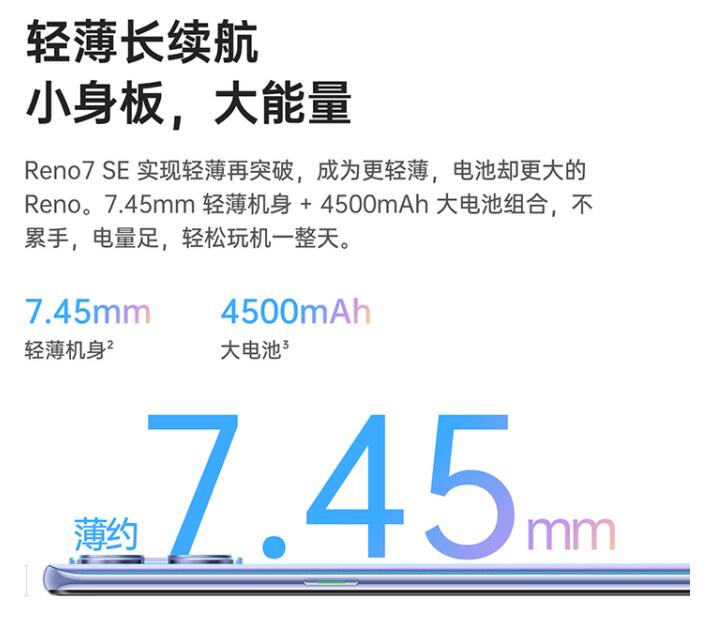 轻薄长续航
小身板，大能量
Reno7 SE 实现轻薄再突破，成为更轻薄，电池却更大的
Reno。7.45mm 轻薄机身 + 4500mAh 大电池组合，不
累手，电量足，轻松玩机一整天。
7.45mm 4500mAh
轻薄机身² 大电池³
薄约 7.45mm